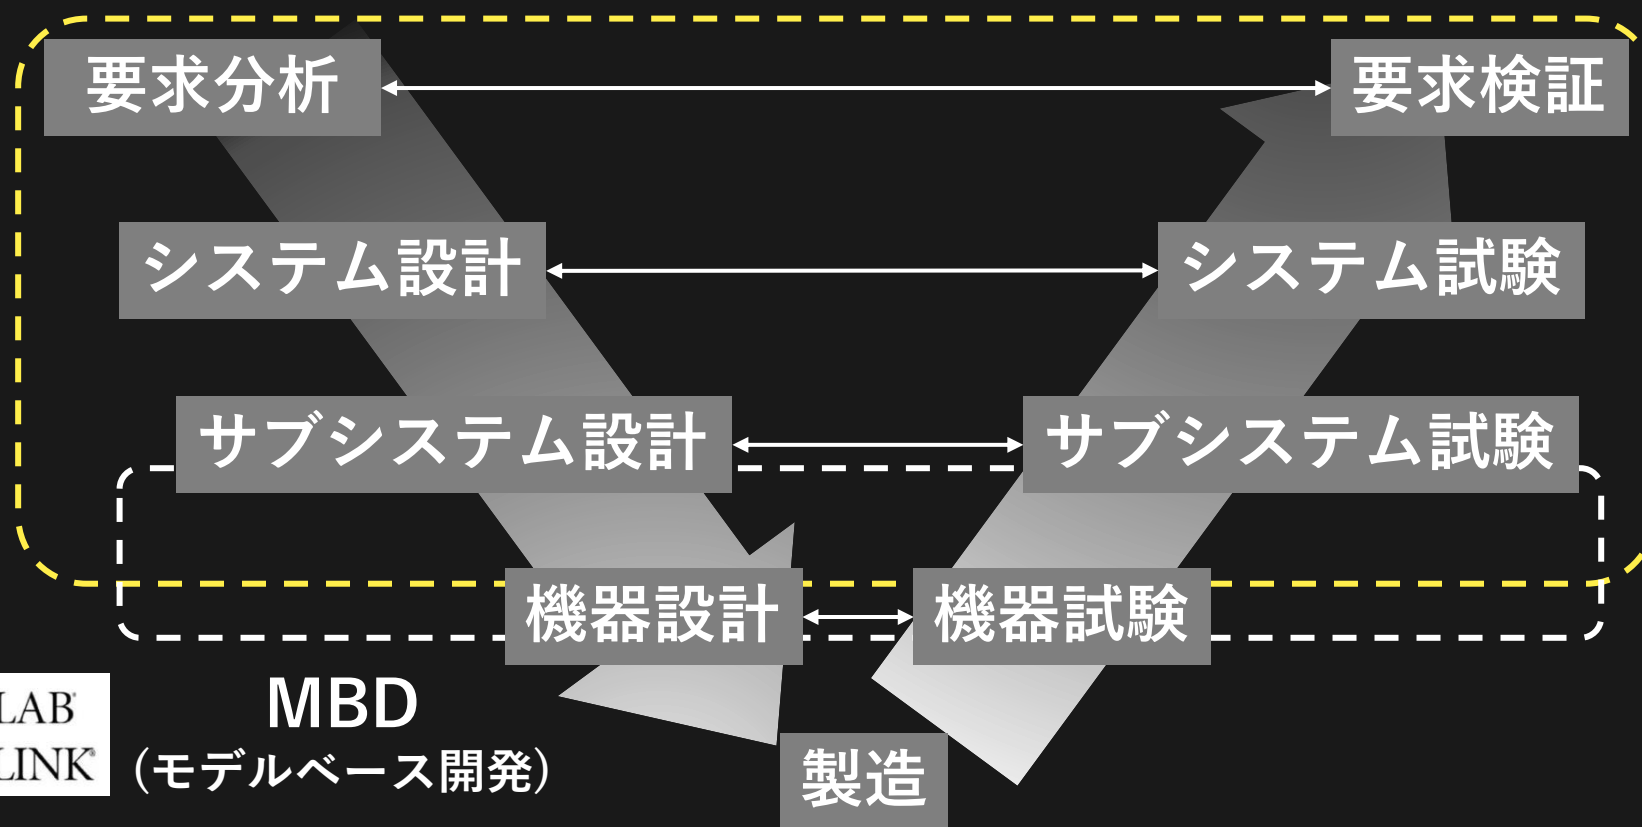 要求分析
要求検証
システム設計
システム試験
サブシステム設計
サブシステム試験
機器設計
機器試験
LAB®
LINK®
MBD
(モデルベース開発)
製造